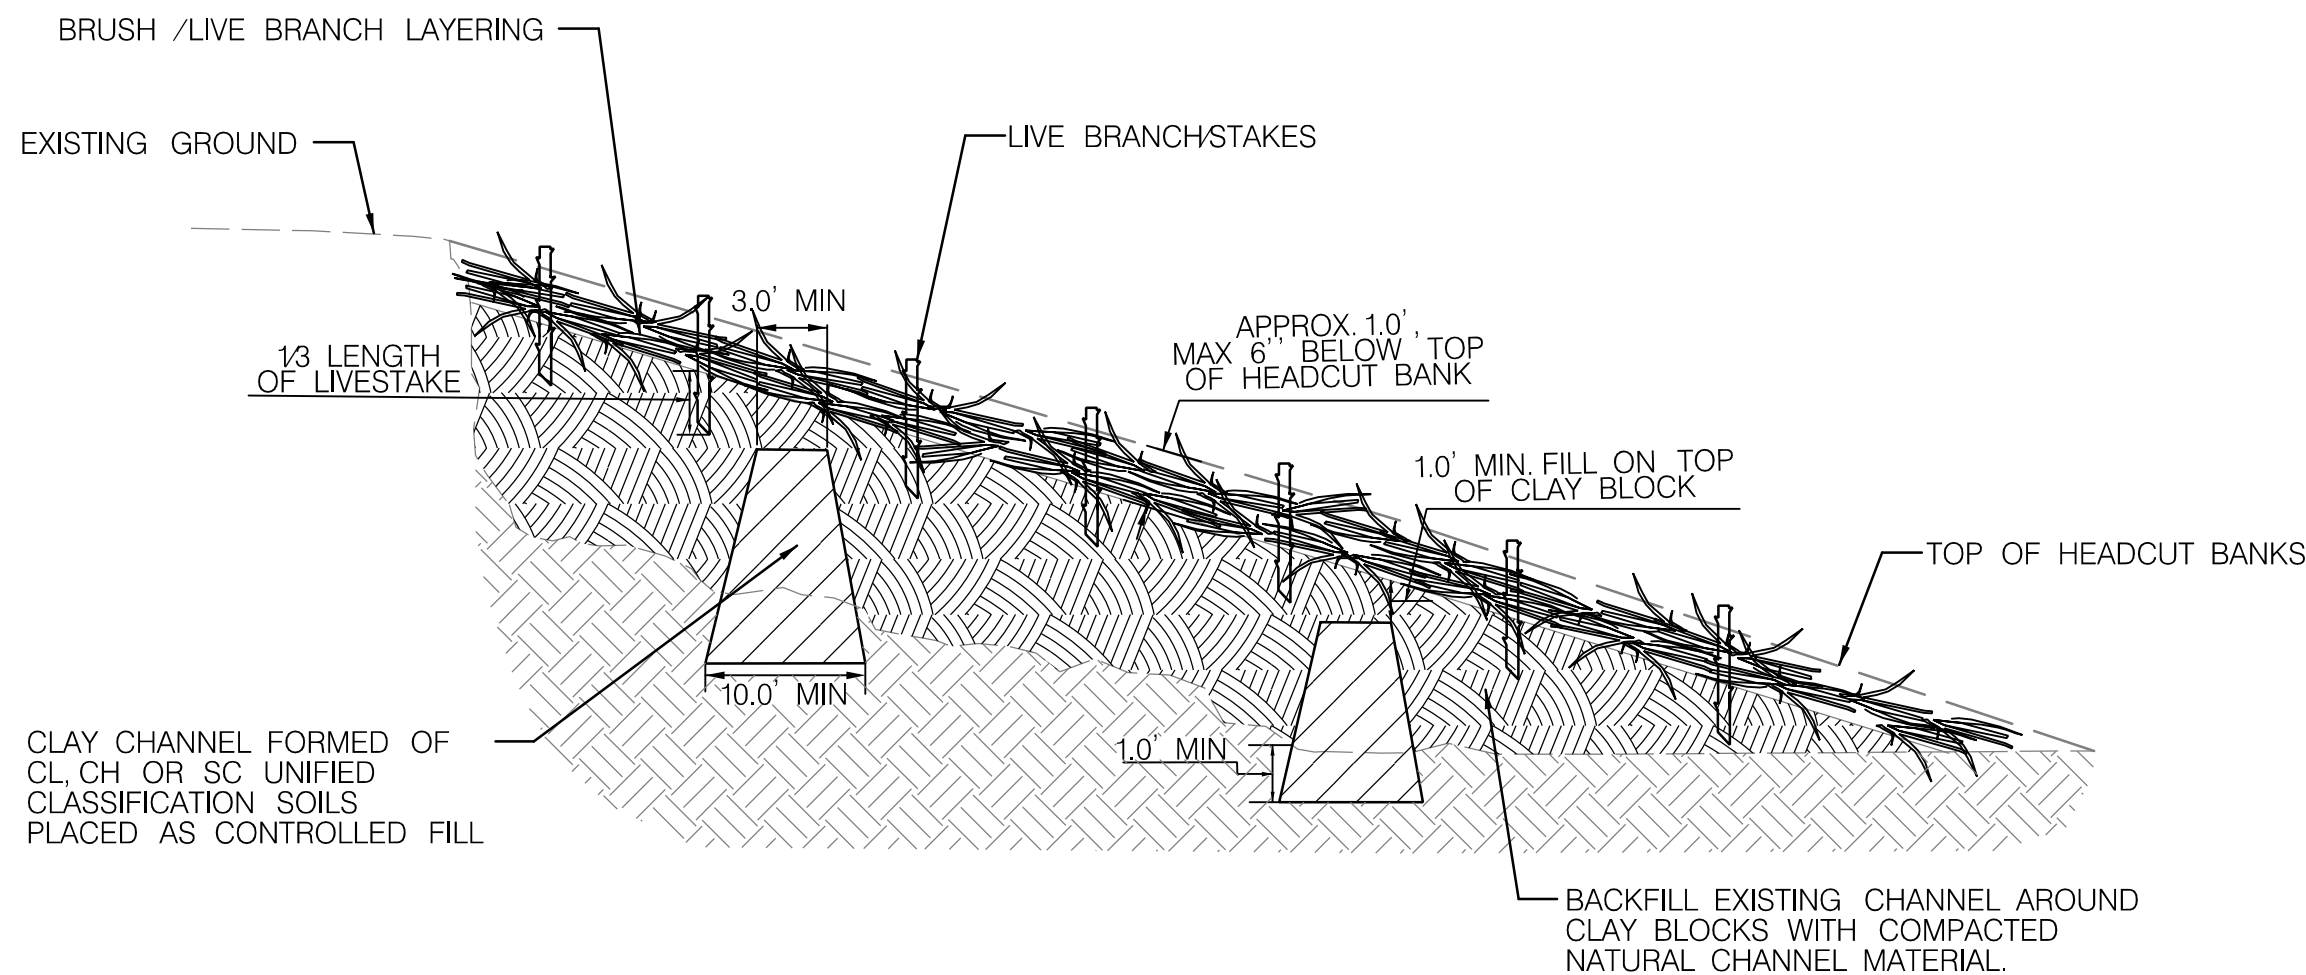 BRUSH /LIVE BRANCH LAYERING
EXISTING GROUND
LIVE BRANCH/STAKES
3.0' MIN
1/3 LENGTH
OF LIVESTAKE
APPROX. 1.0',
MAX 6'' BELOW TOP
OF HEADCUT BANK
1.0' MIN. FILL ON TOP
OF CLAY BLOCK
TOP OF HEADCUT BANKS
10.0' MIN
1.0' MIN
CLAY CHANNEL FORMED OF
CL, CH OR SC UNIFIED
CLASSIFICATION SOILS
PLACED AS CONTROLLED FILL
BACKFILL EXISTING CHANNEL AROUND
CLAY BLOCKS WITH COMPACTED
NATURAL CHANNEL MATERIAL.